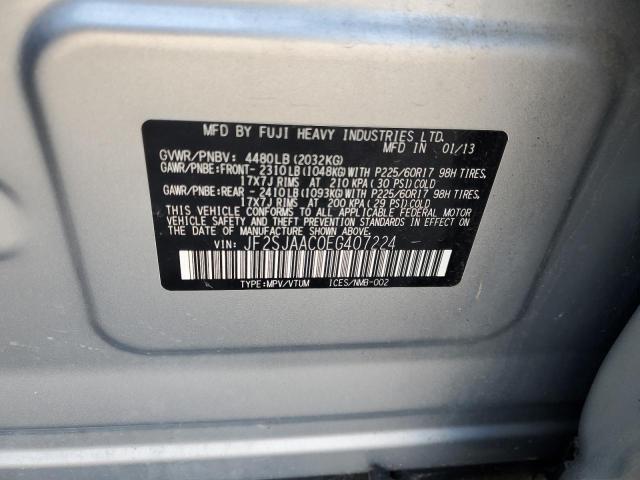 MFD BY FUJI HEAVY INDUSTRIES LTD.
MFD IN 01/13
GVWR/PNBV: 4480LB (2032KG)
GAWR/PNBE:FRONT-2310LB(1048KG)WITH P225/60R17 98H TIRES,
17X7J RIMS AT 210 KPA (30 PSI)COLD
GAWR/PNBE:REAR -2410LB(1093KG)WITH P225/60R17 98H TIRES,
17X7J RIMS AT 200 KPA (29 PSI)COLD
THIS VEHICLE CONFORMS TO ALL APPLICABLE FEDERAL MOTOR
VEHICLE SAFETY AND BUMPER STANDARDS IN EFFECT ON
THE DATE OF MANUFACTURE SHOWN ABOVE.
VIN: JF2SJAAC0EG407224
TYPE:MPV/VTUM ICES/NMB-002